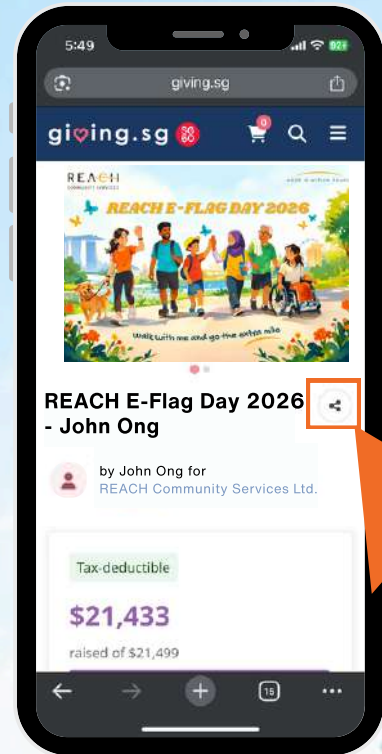 5:49
92+
giving.sg
giving.sg
0
REACH
COMMUNITY SERVICES
REACH E-FLAG DAY 2026
walk with me and go the extra mile
REACH E-Flag Day 2026
- John Ong
by John Ong for
REACH Community Services Ltd.
Tax-deductible
$21,433
raised of $21,499
15